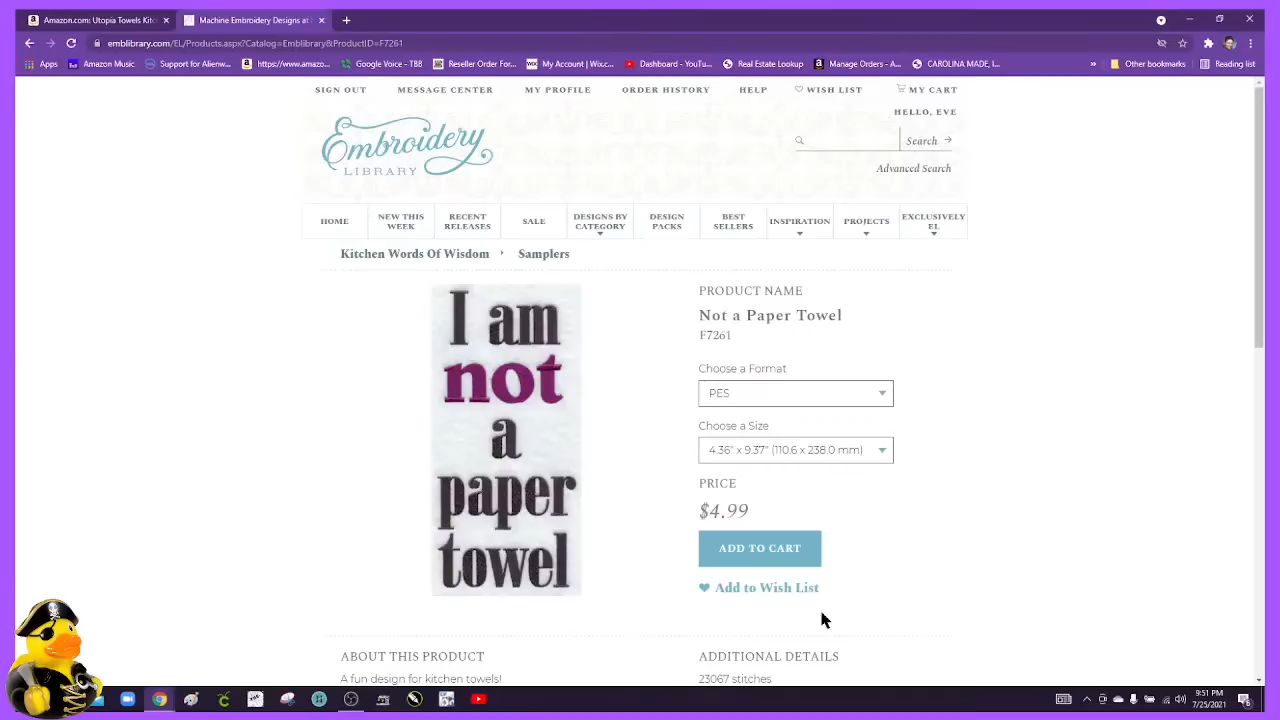 Amazon.com: Utopia Towels Kit
Machine Embroidery Designs at
emblibrary.com/EL/Products.aspx?Catalog=Emblibrary&ProductID=F7261
Apps
Amazon Music
Support for Alienw...
https://www.amazo...
Google Voice - TBB
Reseller Order For...
My Account | Wix.c...
Dashboard - YouTu...
Real Estate Lookup
Manage Orders - A...
CAROLINA MADE, I...
»
Other bookmarks
Reading list
SIGN OUT
MESSAGE CENTER
MY PROFILE
ORDER HISTORY
HELP
WISH LIST
MY CART
HELLO, EVE
Embroidery
LIBRARY
Search
Advanced Search
HOME
NEW THIS
WEEK
RECENT
RELEASES
SALE
DESIGNS BY
CATEGORY
DESIGN
PACKS
BEST
SELLERS
INSPIRATION
PROJECTS
EXCLUSIVELY
EL
Kitchen Words Of Wisdom
Samplers
I am
not
a
paper
towel
PRODUCT NAME
Not a Paper Towel
F7261
Choose a Format
PES
Choose a Size
4.36" x 9.37" (110.6 x 238.0 mm)
PRICE
$4.99
ADD TO CART
Add to Wish List
ABOUT THIS PRODUCT
A fun design for kitchen towels!
ADDITIONAL DETAILS
23067 stitches
9:51 PM
7/25/2021